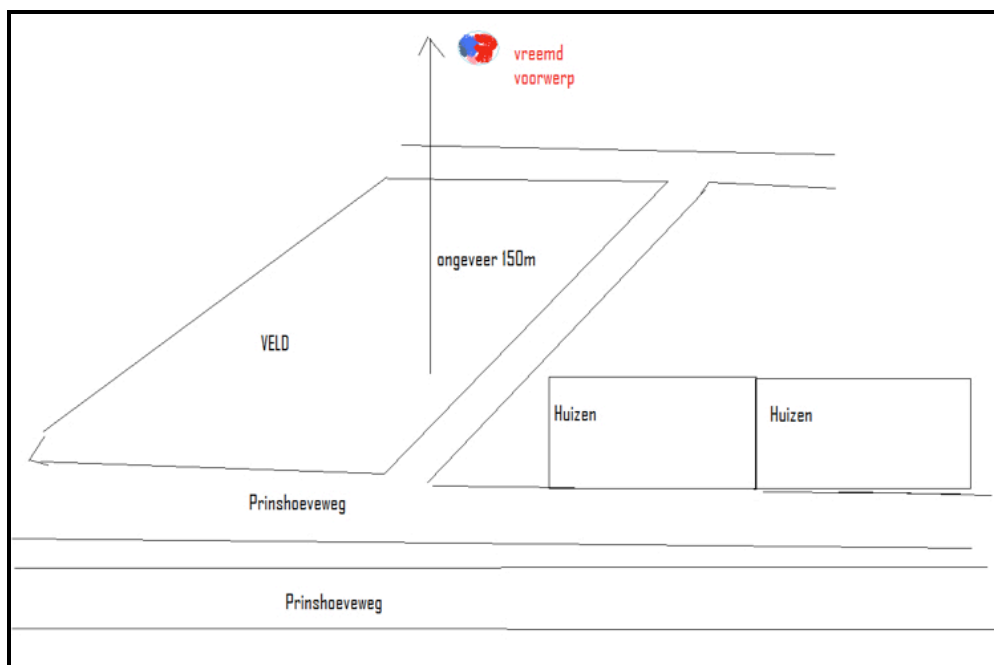 vreemd
voorwerp
ongeveer 150m
VELD
Huizen
Huizen
Prinshoeveweg
Prinshoeveweg